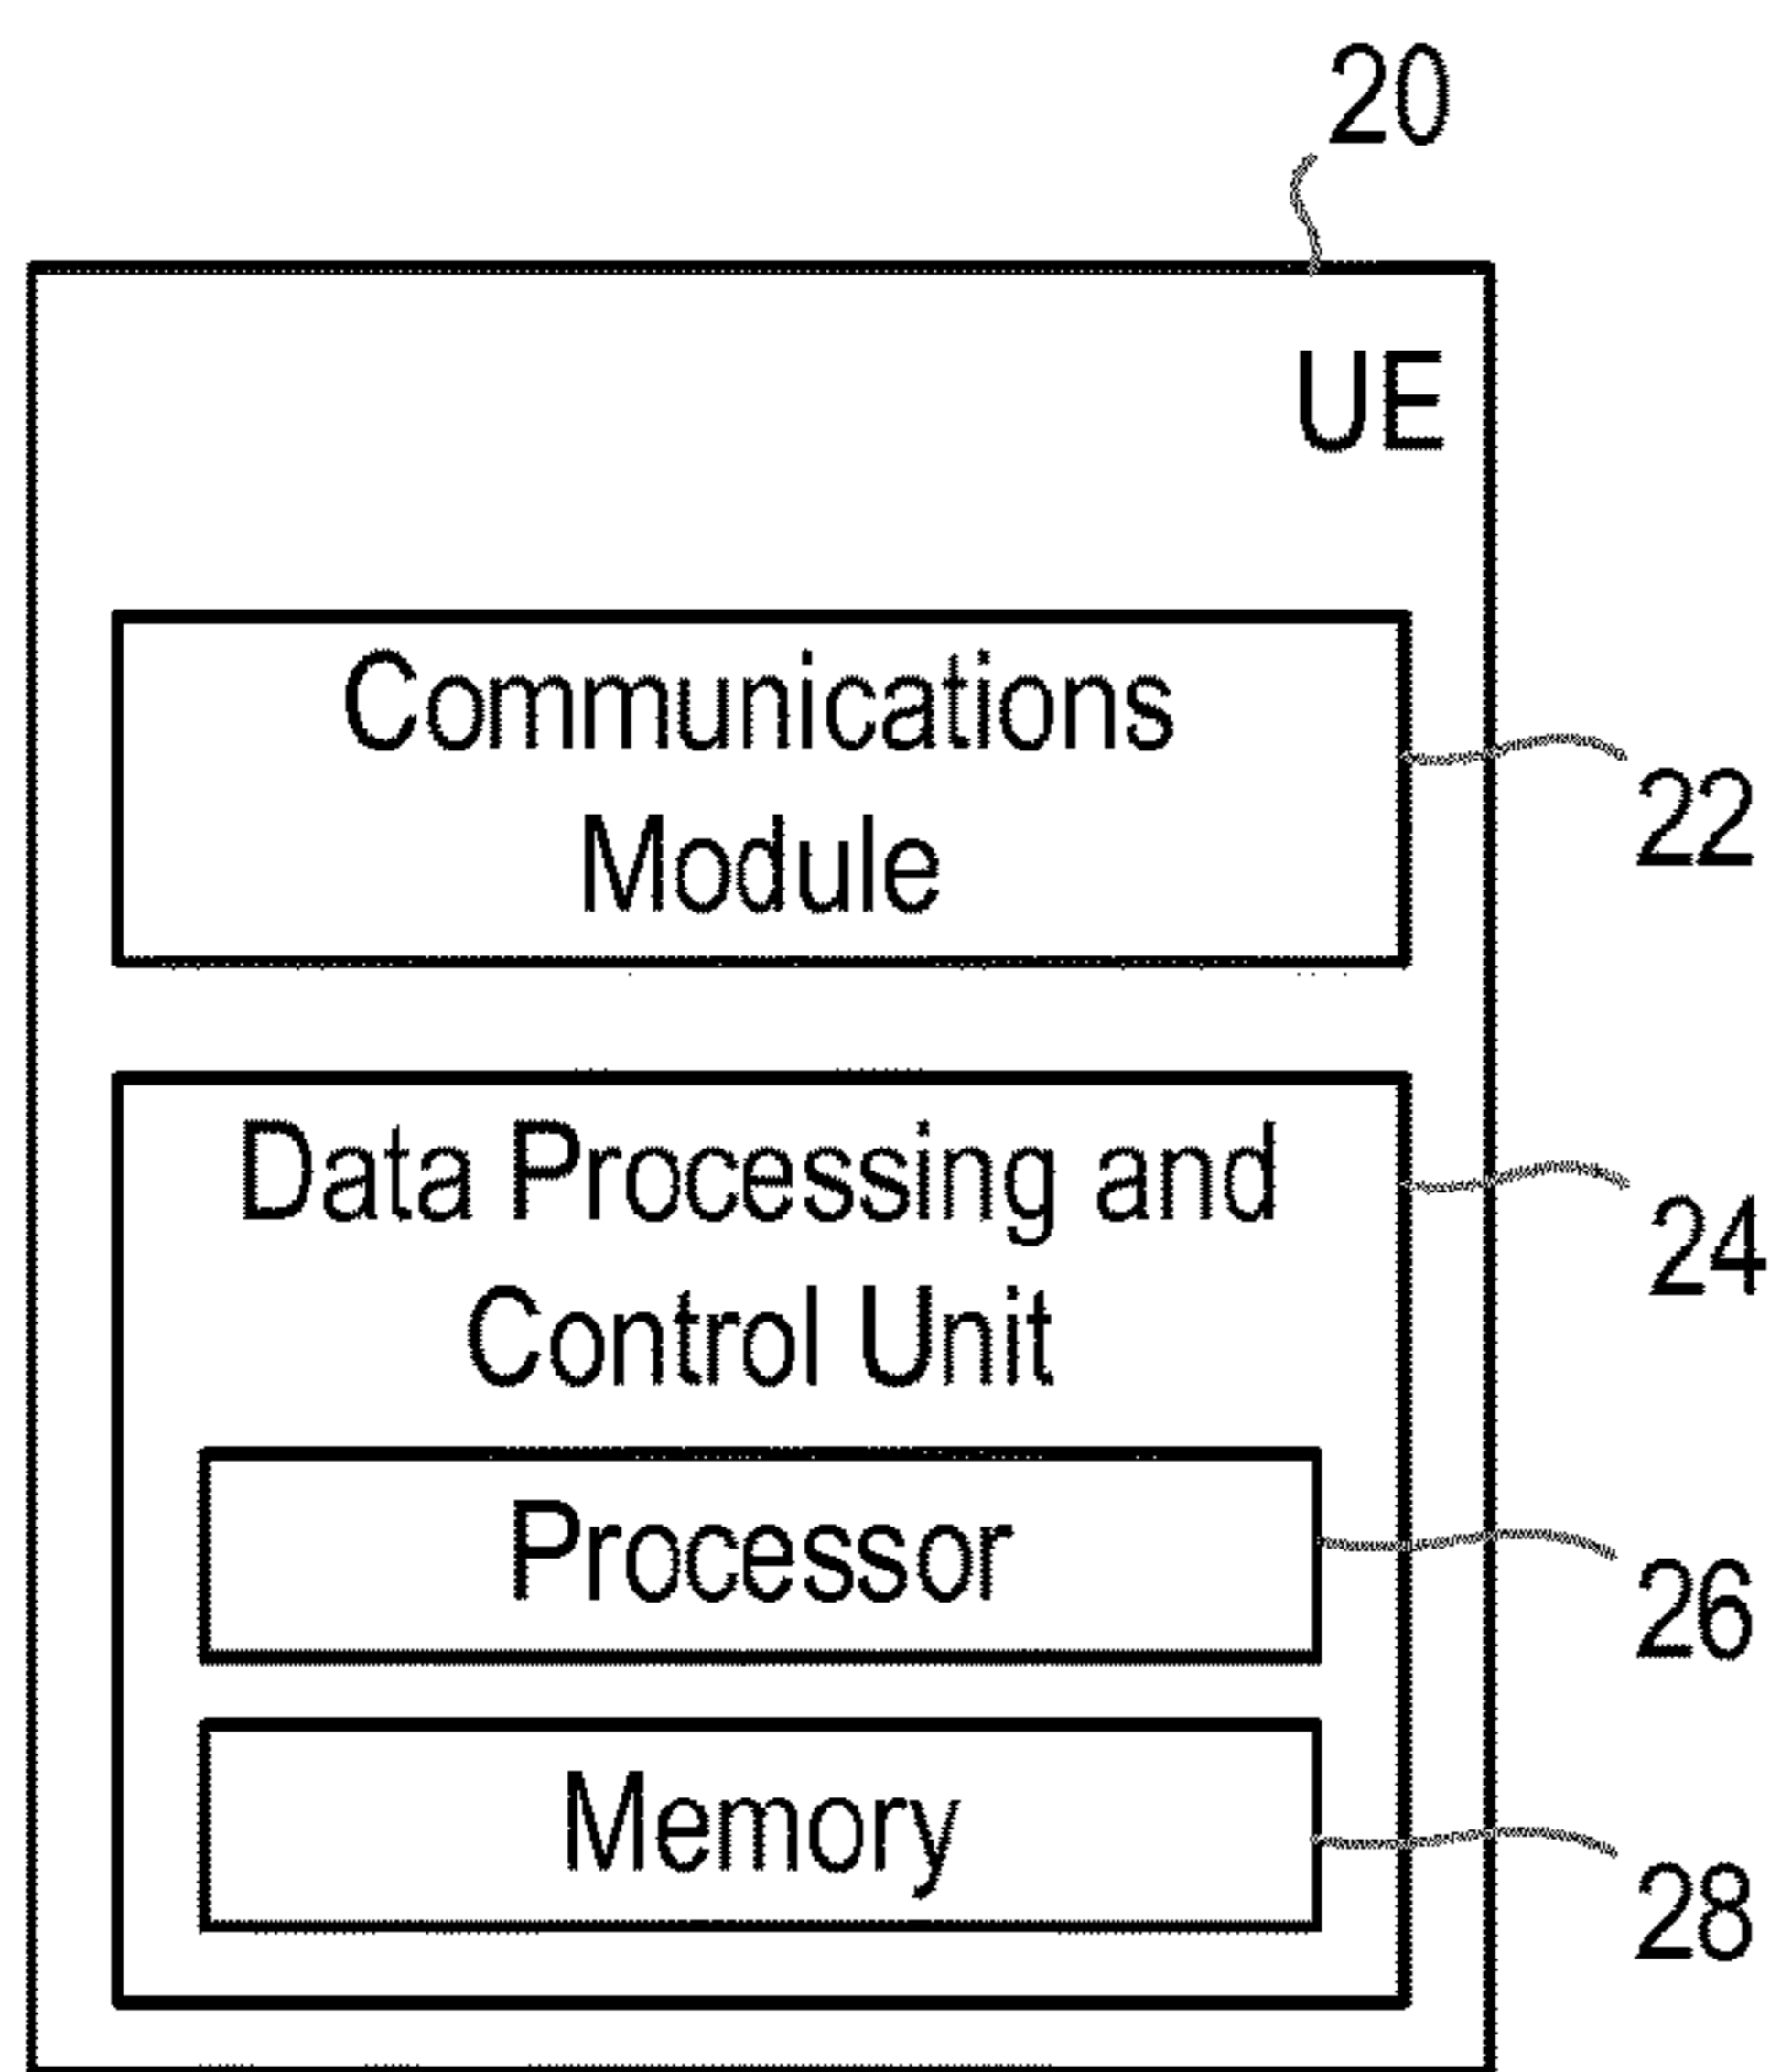 20
UE
Communications
Module
22
Data Processing and
24
Control Unit
Processor
26
Memory
28